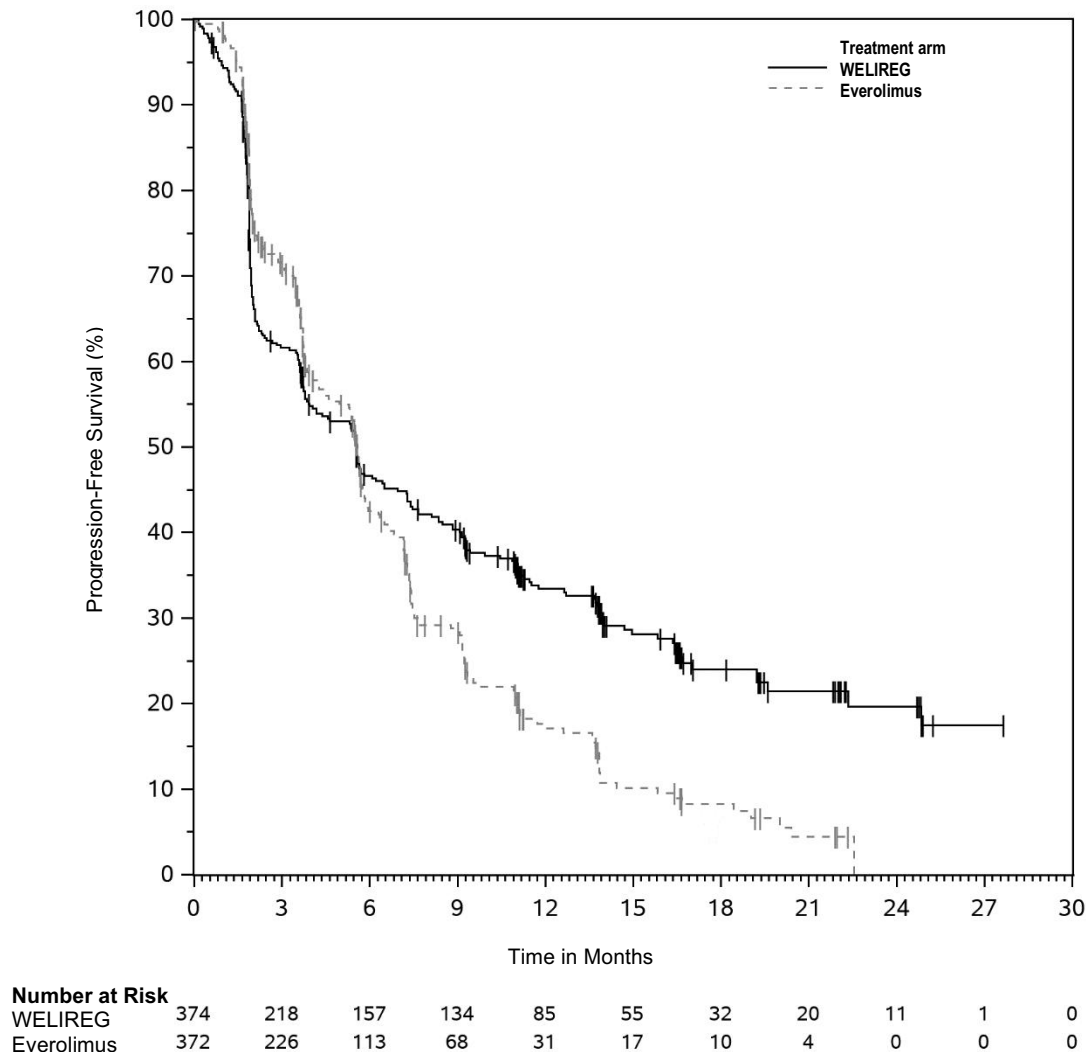 Treatment arm
WELIREG
Everolimus
Progression-Free Survival (%)
100
90
80
70
60
50
40
30
20
10
0
0 3 6 9 12 15 18 21 24 27 30
Time in Months
Number at Risk
WELIREG 374 218 157 134 85 55 32 20 11 1 0
Everolimus 372 226 113 68 31 17 10 4 0 0 0